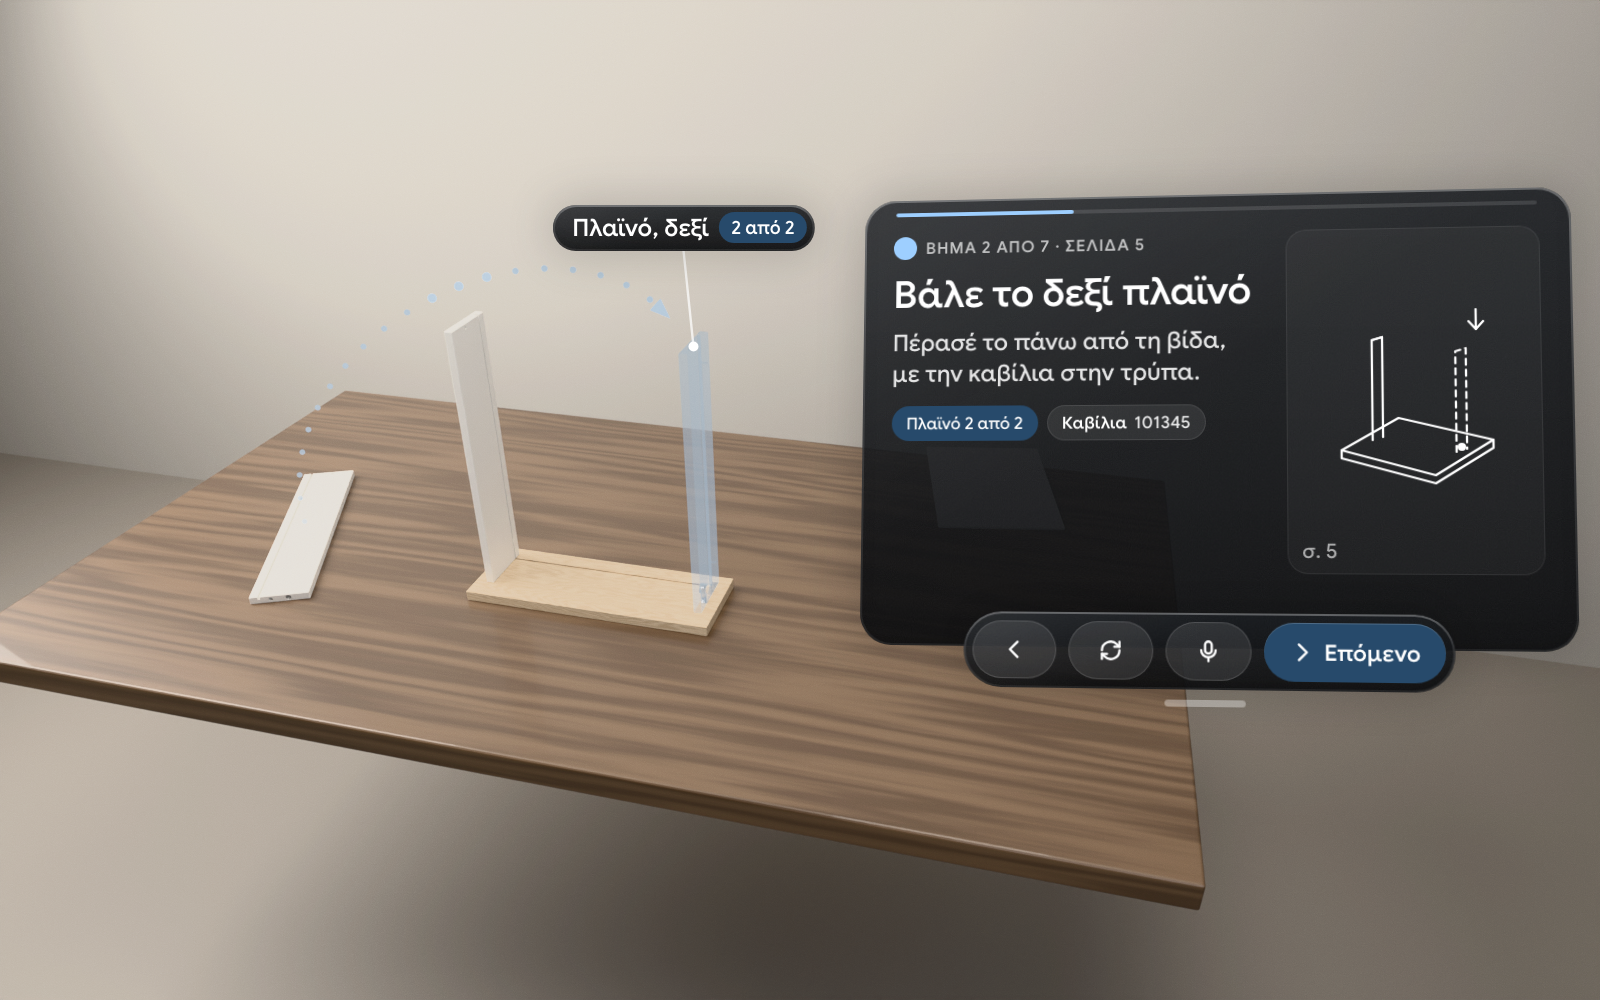 Πλαϊνό, δεξί 2 από 2
ΒΗΜΑ 2 ΑΠΟ 7 · ΣΕΛΙΔΑ 5
Βάλε το δεξί πλαϊνό
Πέρασέ το πάνω από τη βίδα,
με την καβίλια στην τρύπα.
Πλαϊνό 2 από 2 Καβίλια 101345
σ. 5
Επόμενο